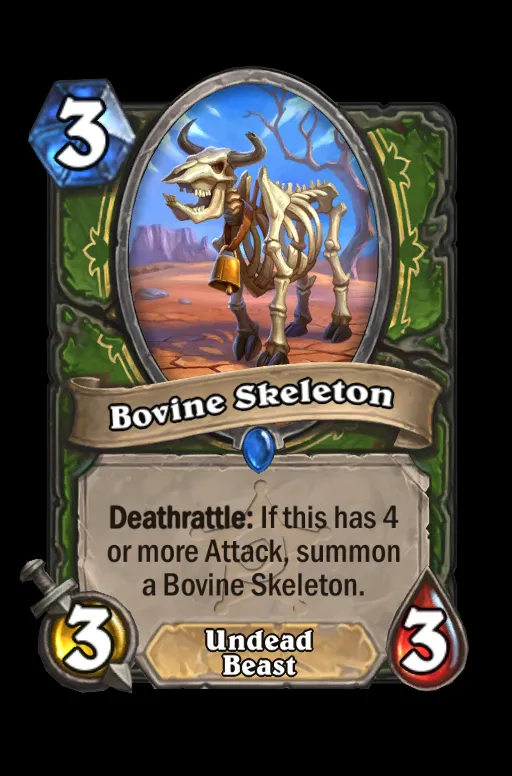 3
Bovine Skeleton
Deathrattle: If this has 4
or more Attack, summon
a Bovine Skeleton.
3
Undead
Beast
3